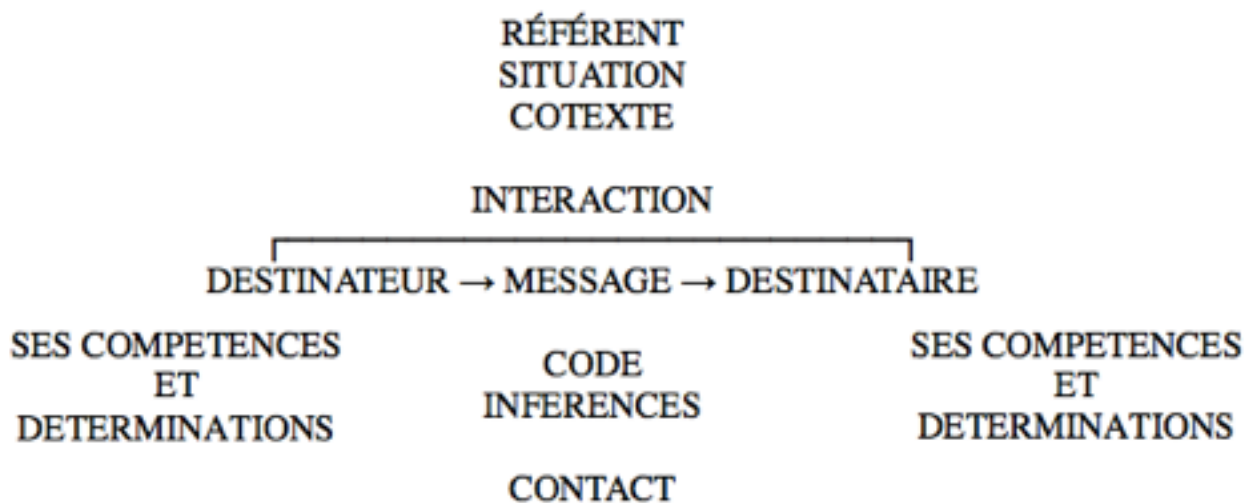 RÉFÉRENT
SITUATION
COTEXTE
INTERACTION
DESTINATEUR → MESSAGE → DESTINATAIRE
SES COMPETENCES
ET
DETERMINATIONS
CODE
INFERENCES
SES COMPETENCES
ET
DETERMINATIONS
CONTACT